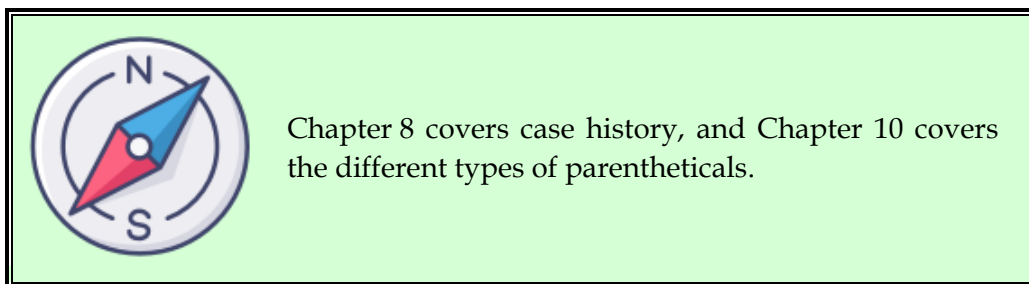 N
Chapter 8 covers case history, and Chapter 10 covers
the different types of parentheticals.
S